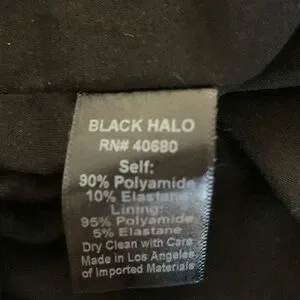 BLACK HALO
RN# 40680
Self:
90% Polyamide
10% Elastane
Lining:
95% Polyamide
5% Elastane
Dry Clean with Care
Made in Los Angeles
of Imported Materials